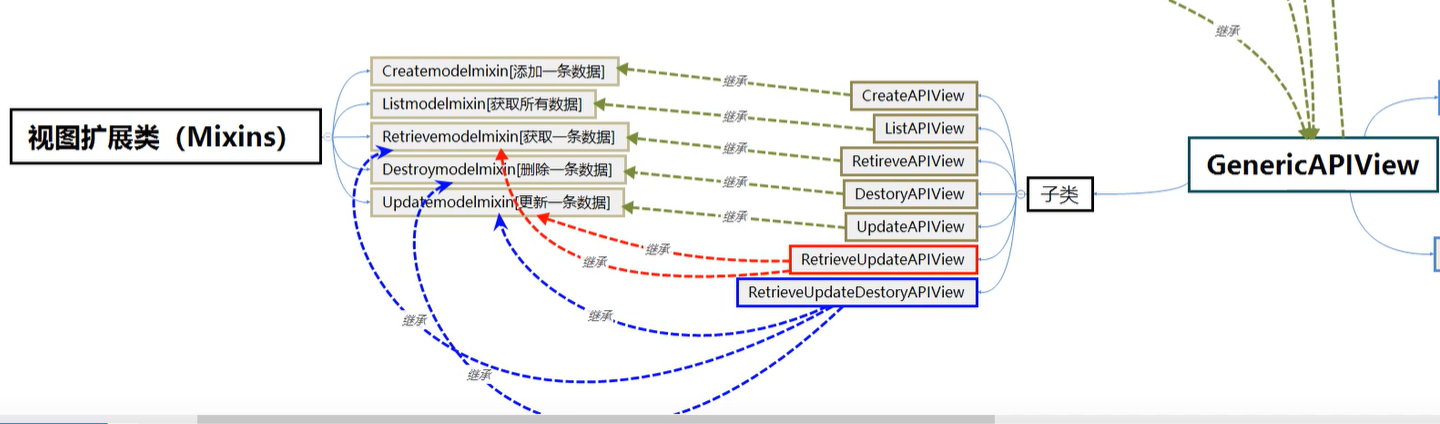 继承
Createmodelmixin[添加一条数据]
继承
CreateAPIView
Listmodelmixin[获取所有数据]
继承
ListAPIView
视图扩展类（Mixins）
Retrievemodelmixin[获取一条数据]
继承
RetireveAPIView
GenericAPIView
Destroymodelmixin[删除一条数据]
继承
DestoryAPIView
子类
Updatemodelmixin[更新一条数据]
继承
UpdateAPIView
继承
继承
RetrieveUpdateAPIView
RetrieveUpdateDestoryAPIView
继承
继承
继承